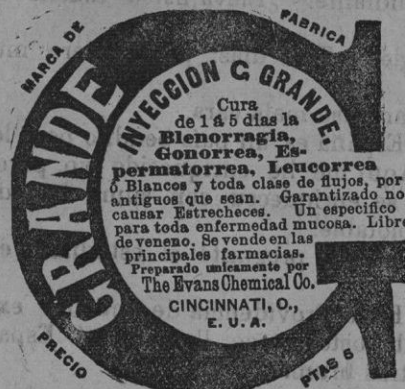 MARCA DE
FABRICA
GRANDE
INYECCION G GRANDE.
Cura
de 1 á 5 dias la
Blenorragia,
Gonorrea, Es-
permatorrea, Leucorrea
ó Blancos y toda clase de flujos, por
antiguos que sean. Garantizado no
causar Estrecheces. Un especifico
para toda enfermedad mucosa. Libre
de veneno. Se vende en las
principales farmacias.
Preparado unicamente por
The Evans Chemical Co.
CINCINNATI, O.,
E. U. A.
PRECIO
PTAS 6